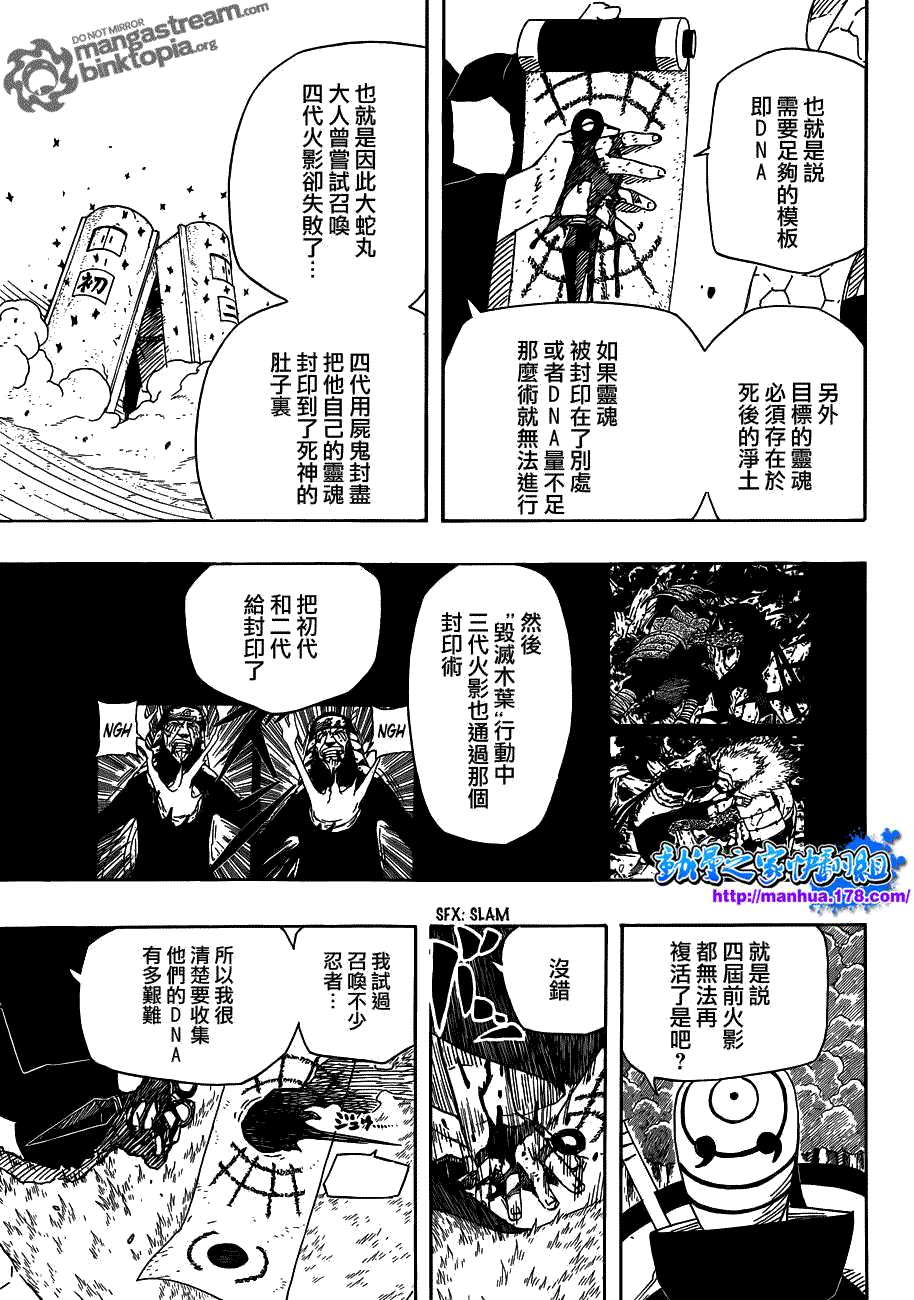 DO NOT MIRROR
mangastream.com
binktopia.org
也就是說
需要足夠的模板
即DNA
另外
目標的靈魂
必須存在於
死後的淨土
如果靈魂
被封印在了別處
或者DNA量不足
那麼術就無法進行
也就是因此大蛇丸
大人曾嘗試召喚
四代火影卻失敗了…
四代用屍鬼封盡
把他自己的靈魂
封印到了死神的
肚子裏
初
二
然後
"毀滅木葉"行動中
三代火影也通過那個
封印術
把初代
和二代
給封印了
NGH
NGH
動漫之家快翻組
http://manhua.178.com/
就是說
四屆前火影
都無法再
複活了是吧?
SFX: SLAM
沒錯
我試過
召喚不少
忍者…
所以我很
清楚要收集
他們的DNA
有多艱難